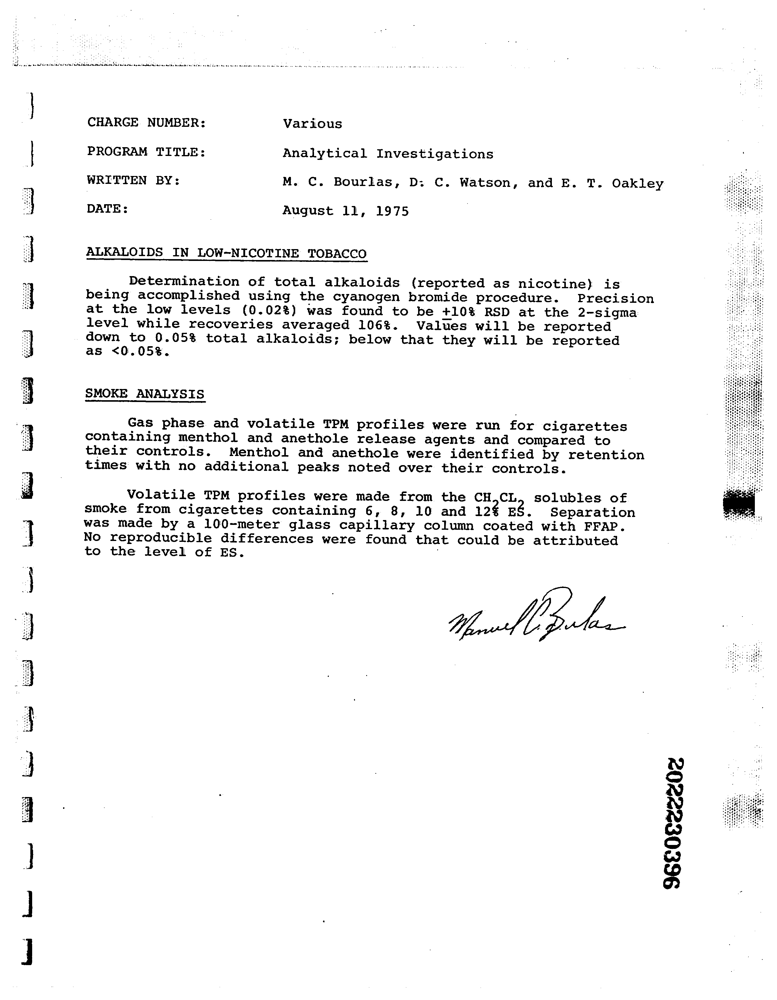 CHARGE NUMBER: Various
PROGRAM TITLE: Analytical Investigations
WRITTEN BY: M. C. Bourlas, D. C. Watson, and E. T. Oakley
DATE: August 11, 1975
ALKALOIDS IN LOW-NICOTINE TOBACCO
Determination of total alkaloids (reported as nicotine) is
being accomplished using the cyanogen bromide procedure. Precision
at the low levels (0.02%) was found to be ±10% RSD at the 2-sigma
level while recoveries averaged 106%. Values will be reported
down to 0.05% total alkaloids; below that they will be reported
as <0.05%.
SMOKE ANALYSIS
Gas phase and volatile TPM profiles were run for cigarettes
containing menthol and anethole release agents and compared to
their controls. Menthol and anethole were identified by retention
times with no additional peaks noted over their controls.
Volatile TPM profiles were made from the CH₂CL₂ solubles of
smoke from cigarettes containing 6, 8, 10 and 12% ES. Separation
was made by a 100-meter glass capillary column coated with FFAP.
No reproducible differences were found that could be attributed
to the level of ES.
Manuel C.
2022230396